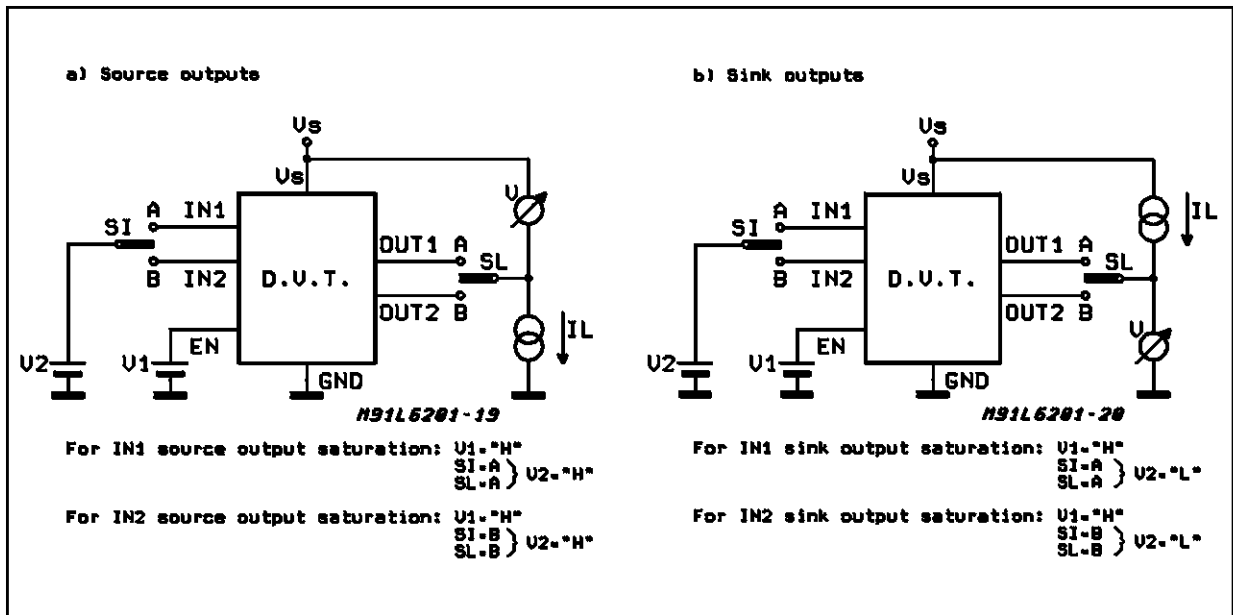 a) Source outputs
Vs
Vs
V
A
IN1
SI
B
IN2
D.V.T.
OUT1
A
SL
OUT2
B
EN
IL
V2
V1
GND
M91L6201-19
For IN1 source output saturation: V1="H"
SI=A
SL=A
V2="H"
For IN2 source output saturation: V1="H"
SI=B
SL=B
V2="H"
b) Sink outputs
Vs
Vs
IL
A
IN1
SI
B
IN2
D.V.T.
OUT1
A
SL
OUT2
B
EN
V
V2
V1
GND
M91L6201-20
For IN1 sink output saturation: V1="H"
SI=A
SL=A
V2="L"
For IN2 sink output saturation: V1="H"
SI=B
SL=B
V2="L"